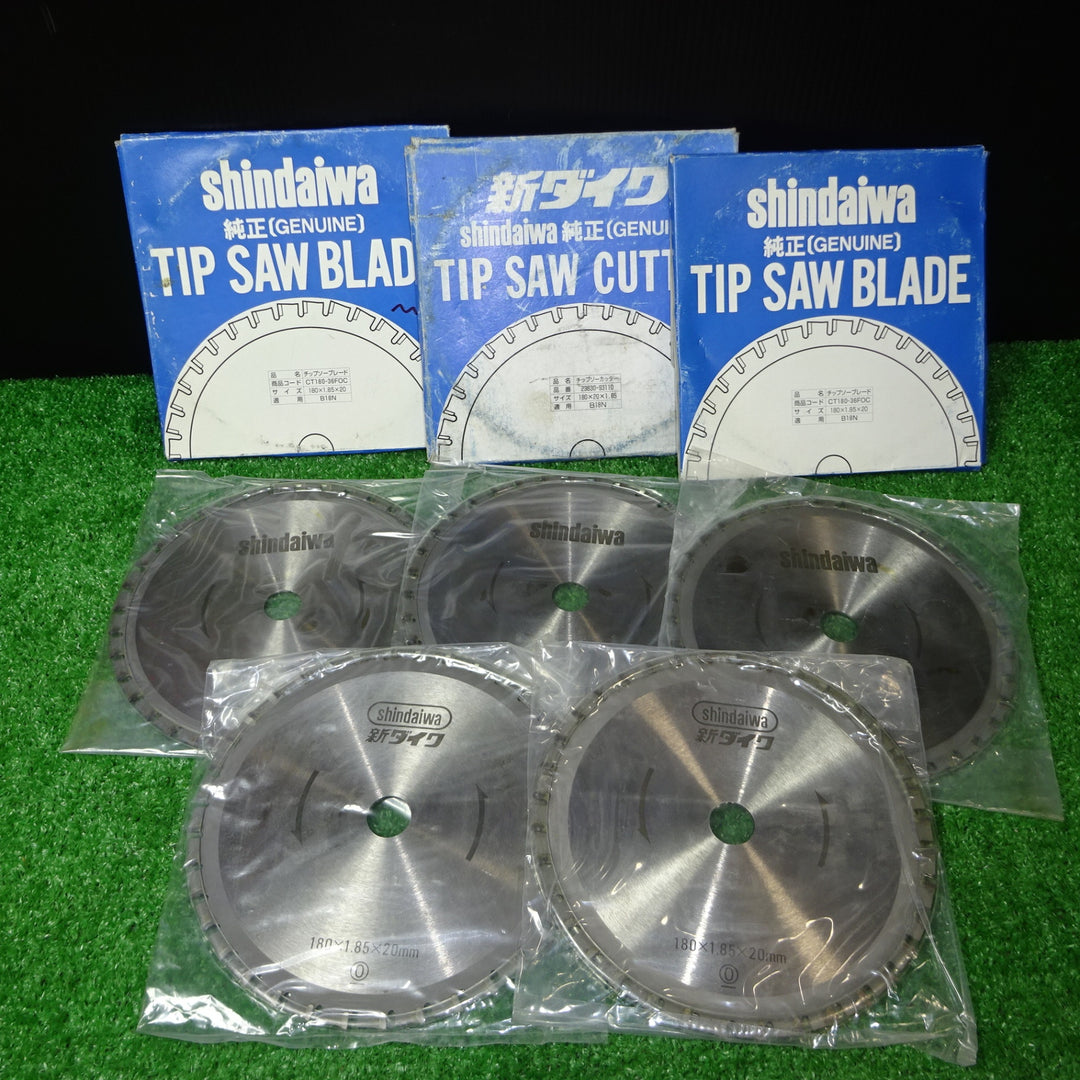 shindaiwa
純正(GENUINE)
TIP SAW BLAD
品 名 チップソーブレード
商品コード CT180-36FDC
サ イ ズ 180×1.85×20
適 用 B18N
新ダイワ
shindaiwa 純正(GENUI
TIP SAW CUTT
品 名 チップソーカッター
品 番 29830-93110
サ イ ズ 180×20×1.85
適 用 B18N
shindaiwa
純正(GENUINE)
TIP SAW BLADE
品 名 チップソーブレード
商品コード CT180-36FDC
サ イ ズ 180×1.85×20
適 用 B18N
shindaiwa
shindaiwa
shindaiwa
shindaiwa
新ダイワ
180×1.85×20mm
O
shindaiwa
新ダイワ
180×1.85×20mm
O